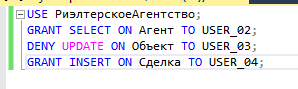 USE РиэлтерскоеАгентство;
GRANT SELECT ON Агент TO USER_02;
DENY UPDATE ON Объект TO USER_03;
GRANT INSERT ON Сделка TO USER_04;